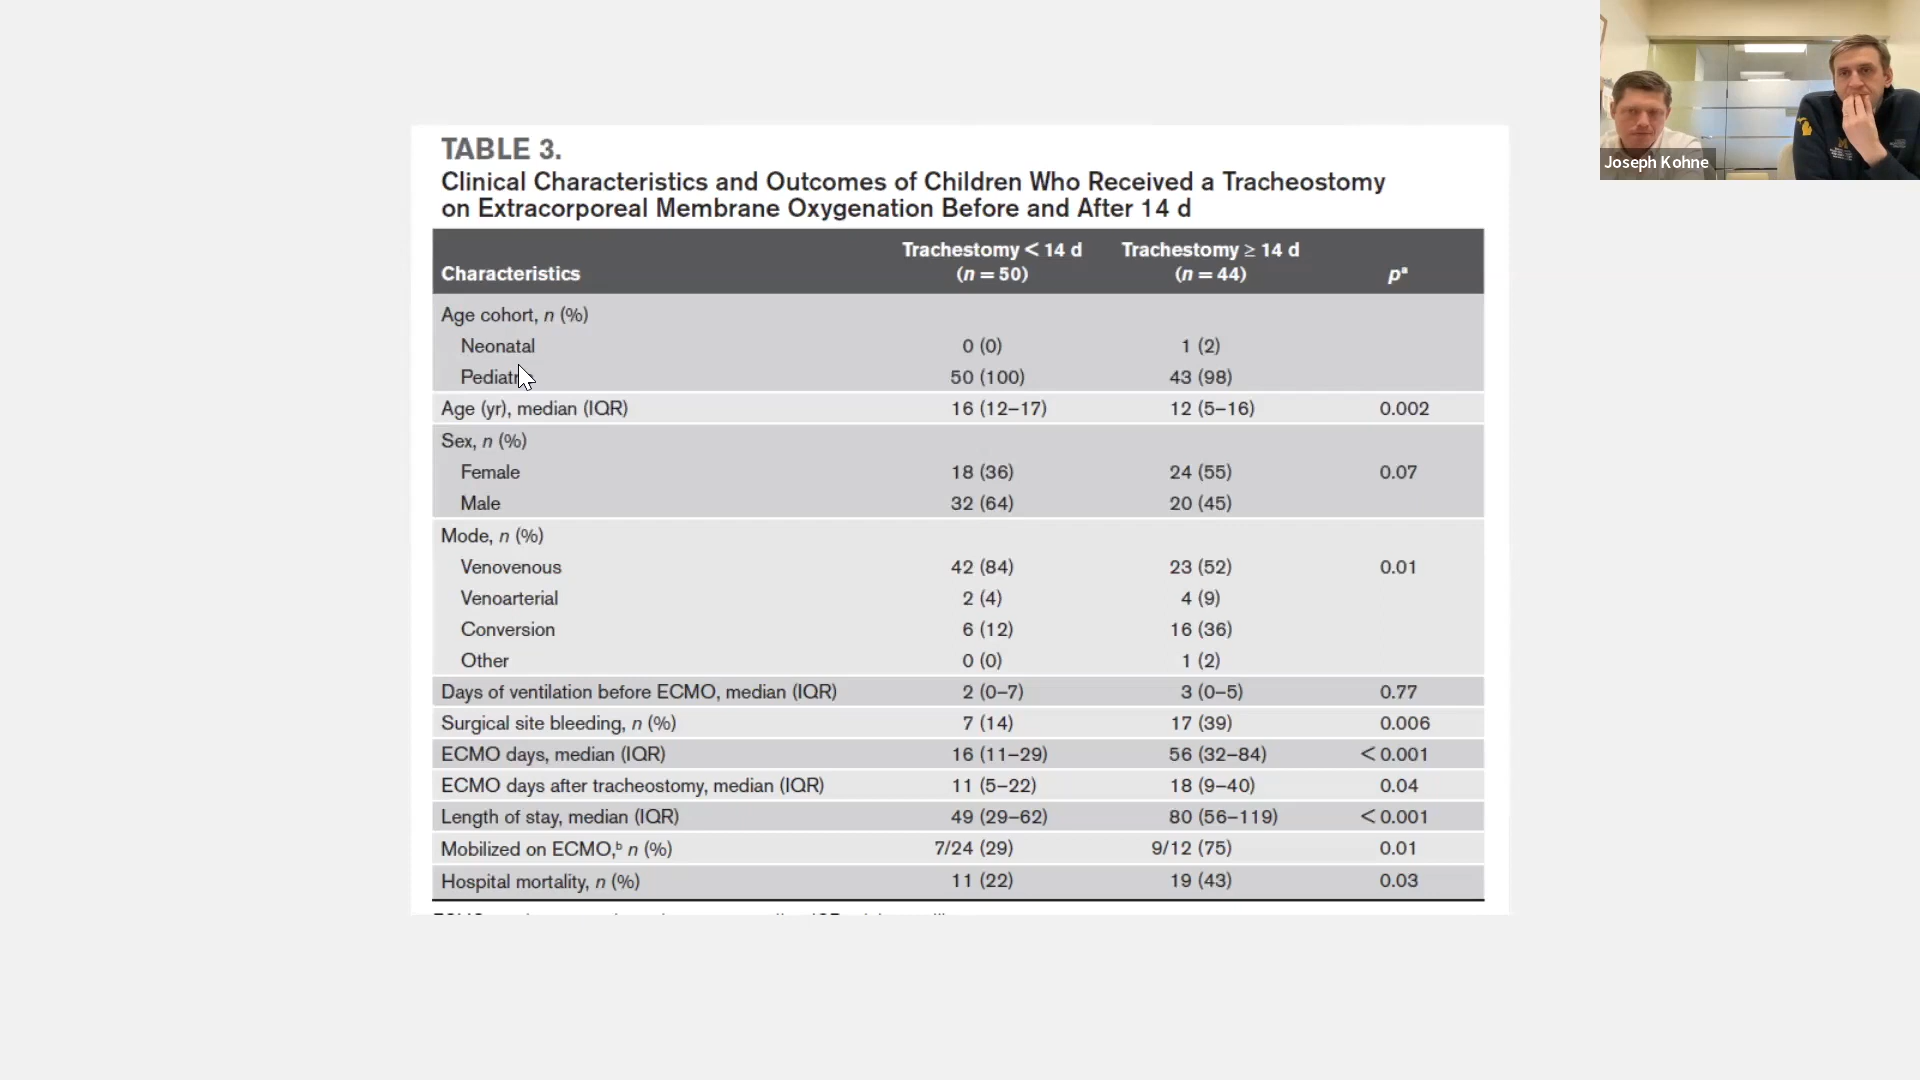 TABLE 3.
Clinical Characteristics and Outcomes of Children Who Received a Tracheostomy
on Extracorporeal Membrane Oxygenation Before and After 14 d
Trachestomy < 14 d Trachestomy ≥ 14 d
Characteristics (n = 50) (n = 44) pᵃ
Age cohort, n (%)
Neonatal 0 (0) 1 (2)
Pediatr 50 (100) 43 (98)
Age (yr), median (IQR) 16 (12–17) 12 (5–16) 0.002
Sex, n (%)
Female 18 (36) 24 (55) 0.07
Male 32 (64) 20 (45)
Mode, n (%)
Venovenous 42 (84) 23 (52) 0.01
Venoarterial 2 (4) 4 (9)
Conversion 6 (12) 16 (36)
Other 0 (0) 1 (2)
Days of ventilation before ECMO, median (IQR) 2 (0–7) 3 (0–5) 0.77
Surgical site bleeding, n (%) 7 (14) 17 (39) 0.006
ECMO days, median (IQR) 16 (11–29) 56 (32–84) < 0.001
ECMO days after tracheostomy, median (IQR) 11 (5–22) 18 (9–40) 0.04
Length of stay, median (IQR) 49 (29–62) 80 (56–119) < 0.001
Mobilized on ECMO,ᵇ n (%) 7/24 (29) 9/12 (75) 0.01
Hospital mortality, n (%) 11 (22) 19 (43) 0.03
Joseph Kohne